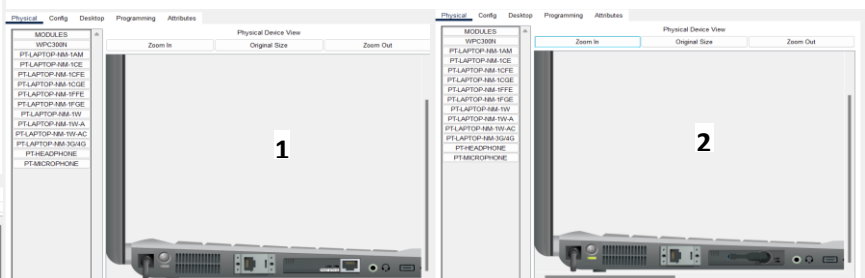 Physical Config Desktop Programming Attributes
MODULES
WPC300N
PT-LAPTOP-NM-1AM
PT-LAPTOP-NM-1CE
PT-LAPTOP-NM-1CFE
PT-LAPTOP-NM-1CGE
PT-LAPTOP-NM-1FFE
PT-LAPTOP-NM-1FGE
PT-LAPTOP-NM-1W
PT-LAPTOP-NM-1W-A
PT-LAPTOP-NM-1W-AC
PT-LAPTOP-NM-3G/4G
PT-HEADPHONE
PT-MICROPHONE
Physical Device View
Zoom In Original Size Zoom Out
1
Physical Config Desktop Programming Attributes
MODULES
WPC300N
PT-LAPTOP-NM-1AM
PT-LAPTOP-NM-1CE
PT-LAPTOP-NM-1CFE
PT-LAPTOP-NM-1CGE
PT-LAPTOP-NM-1FFE
PT-LAPTOP-NM-1FGE
PT-LAPTOP-NM-1W
PT-LAPTOP-NM-1W-A
PT-LAPTOP-NM-1W-AC
PT-LAPTOP-NM-3G/4G
PT-HEADPHONE
PT-MICROPHONE
Physical Device View
Zoom In Original Size Zoom Out
2